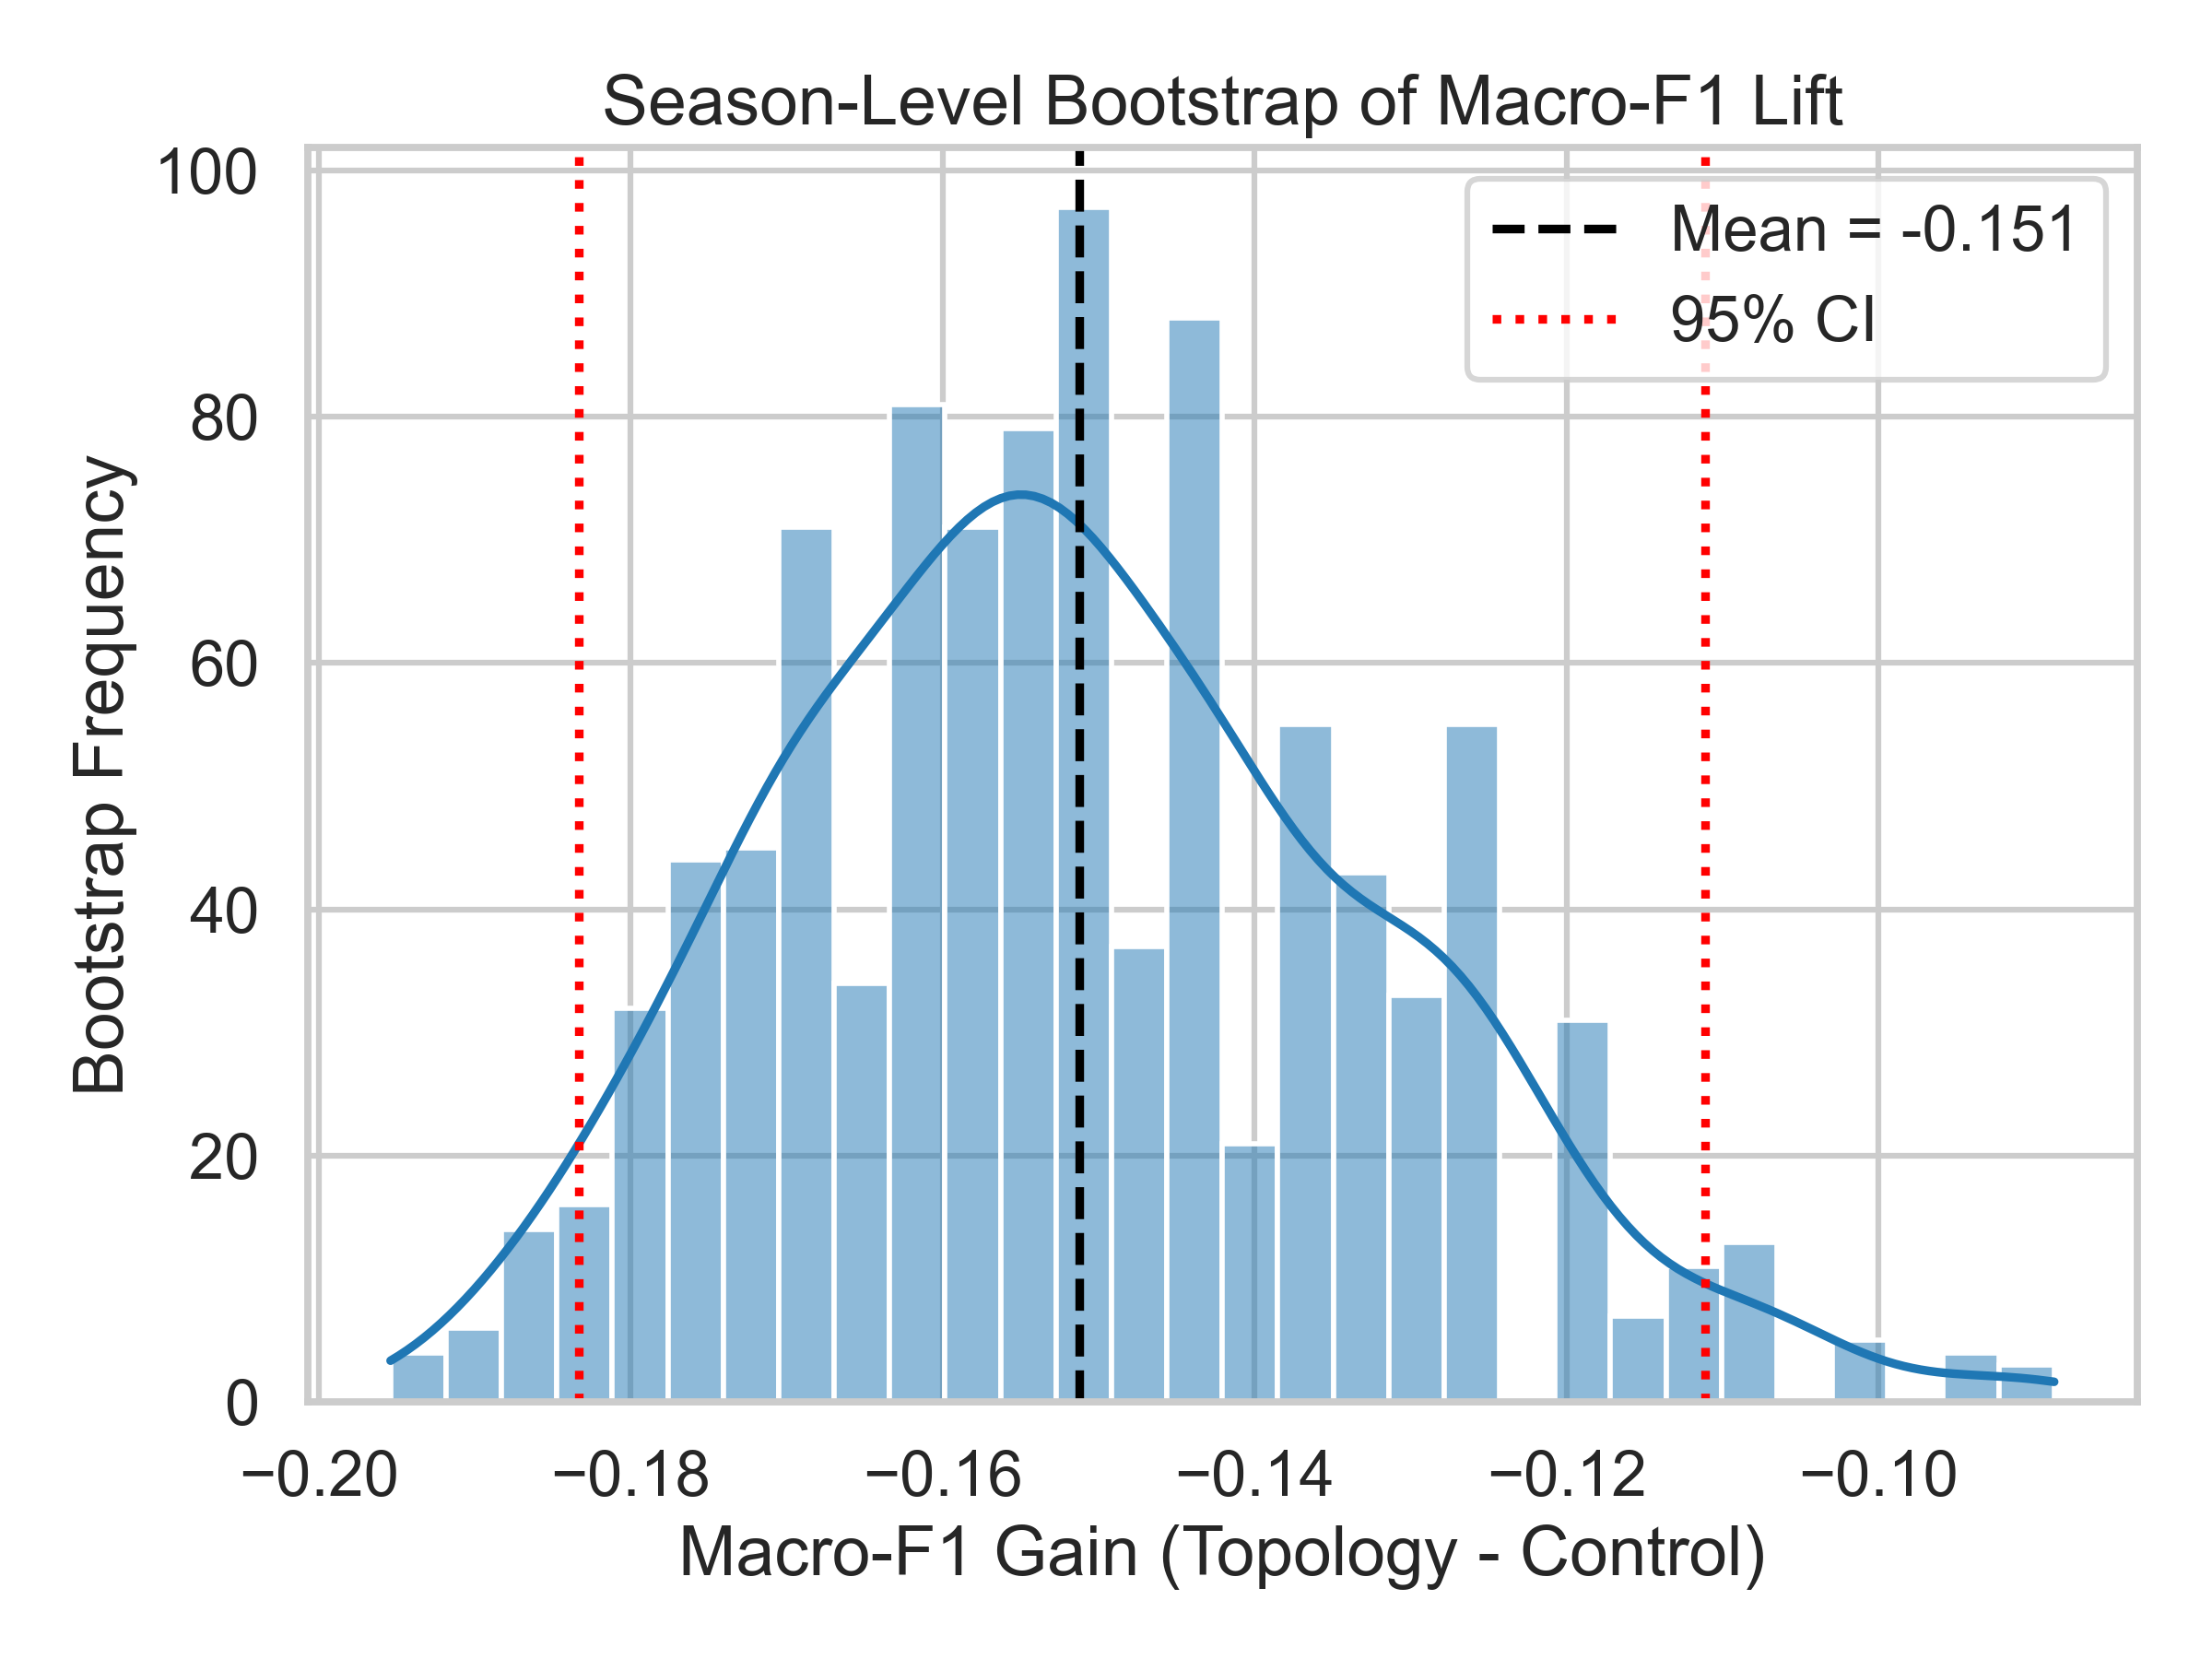 Season-Level Bootstrap of Macro-F1 Lift
Mean = -0.151
95% CI
Bootstrap Frequency
100
80
60
40
20
0
−0.20
−0.18
−0.16
−0.14
−0.12
−0.10
Macro-F1 Gain (Topology - Control)